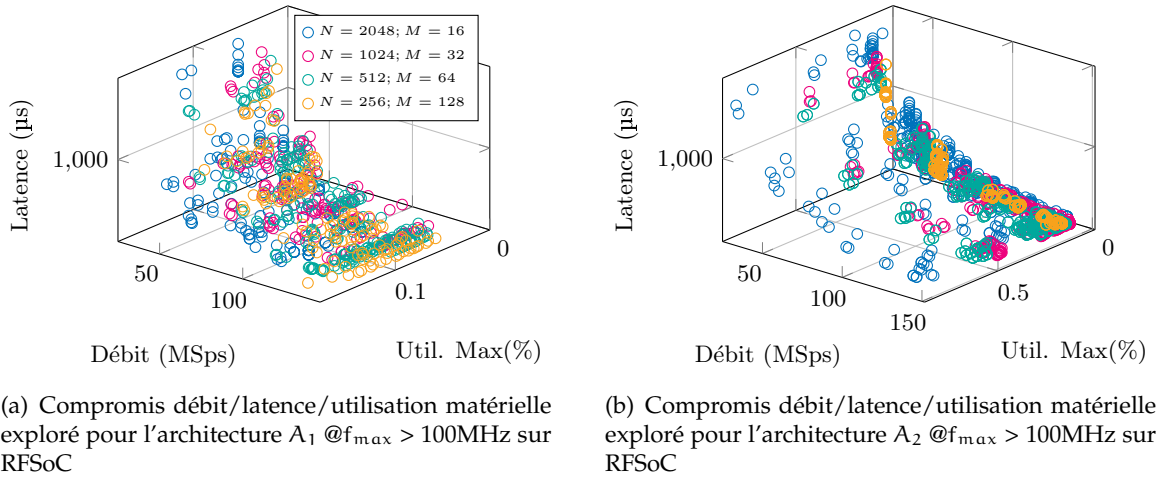 N = 2048; M = 16
N = 1024; M = 32
N = 512; M = 64
N = 256; M = 128
Latence (µs)
1,000
50
100
0.1
0
Débit (MSps)
Util. Max(%)
(a) Compromis débit/latence/utilisation matérielle
exploré pour l'architecture A₁ @fmax > 100MHz sur
RFSoC
Latence (µs)
1,000
50
100
150
0.5
0
Débit (MSps)
Util. Max(%)
(b) Compromis débit/latence/utilisation matérielle
exploré pour l'architecture A₂ @fmax > 100MHz sur
RFSoC